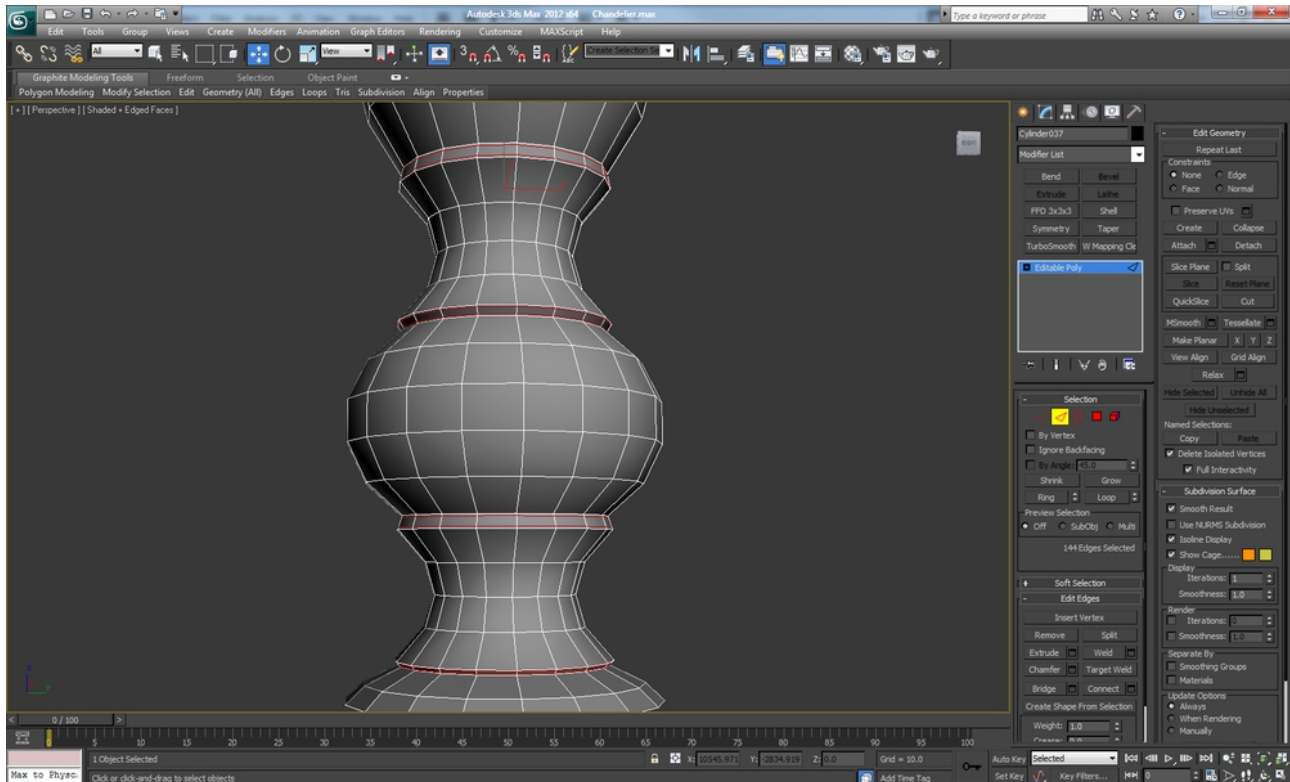 Autodesk 3ds Max 2012 x64 Chandelier.max
Type a keyword or phrase
Edit Tools Group Views Create Modifiers Animation Graph Editors Rendering Customize MAXScript Help
All View Create Selection Se
Graphite Modeling Tools Freeform Selection Object Paint
Polygon Modeling Modify Selection Edit Geometry (All) Edges Loops Tris Subdivision Align Properties
[ + ] [ Perspective ] [ Shaded + Edged Faces ]
Cylinder037
Modifier List
Bend Bevel
Extrude Lathe
FFD 3x3x3 Shell
Symmetry Taper
TurboSmooth W Mapping Cle
Editable Poly
- Selection
By Vertex
Ignore Backfacing
By Angle: 45.0
Shrink Grow
Ring Loop
Preview Selection
Off SubObj Multi
144 Edges Selected
+ Soft Selection
- Edit Edges
Insert Vertex
Remove Split
Extrude Weld
Chamfer Target Weld
Bridge Connect
Create Shape From Selection
Weight: 1.0
- Edit Geometry
Repeat Last
Constraints
None Edge
Face Normal
Preserve UVs
Create Collapse
Attach Detach
Slice Plane Split
Slice Reset Plane
QuickSlice Cut
MSmooth Tessellate
Make Planar X Y Z
View Align Grid Align
Relax
Hide Selected Unhide All
Hide Unselected
Named Selections:
Copy Paste
Delete Isolated Vertices
Full Interactivity
- Subdivision Surface
Smooth Result
Use NURMS Subdivision
Isoline Display
Show Cage......
Display
Iterations: 1
Smoothness: 1.0
Render
Iterations: 0
Smoothness: 1.0
Separate By
Smoothing Groups
Materials
Update Options
Always
When Rendering
Manually
< 0 / 100 >
0 5 10 15 20 25 30 35 40 45 50 55 60 65 70 75 80 85 90 95 100
1 Object Selected X: 10545.971 Y: -2834.919 Z: 0.0 Grid = 10.0 Auto Key Selected
Max to Physc. Click or click-and-drag to select objects Add Time Tag Set Key Key Filters... 0